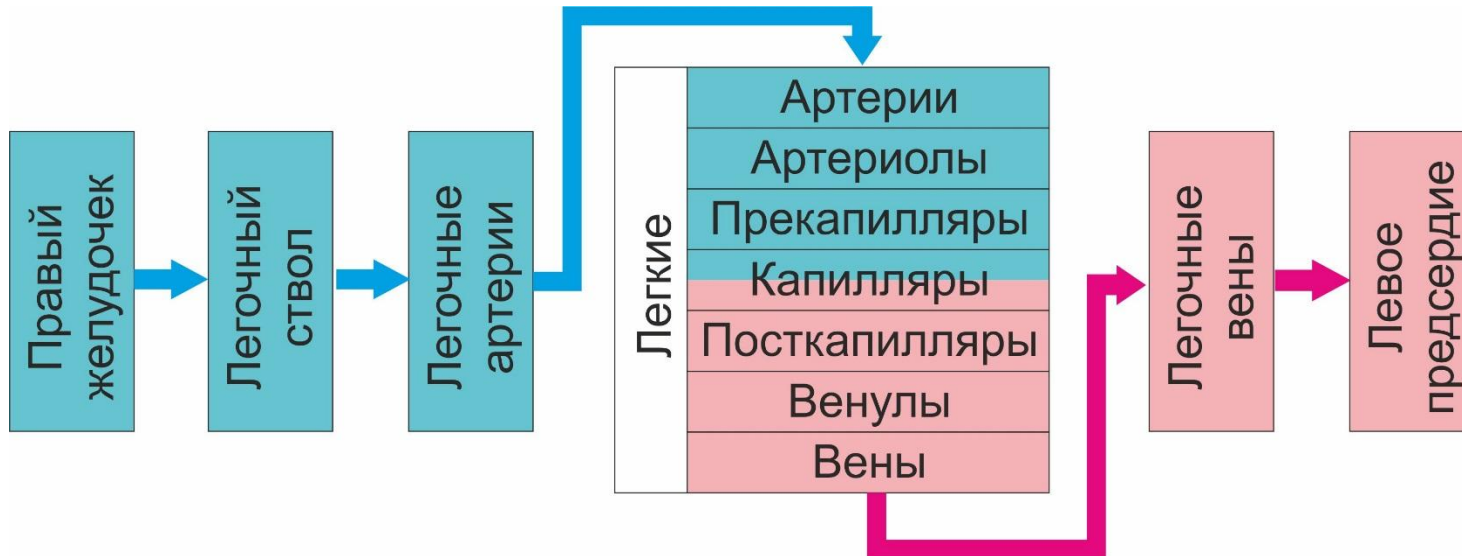 Правый
желудочек
Легочный
ствол
Легочные
артерии
Легкие
Артерии
Артериолы
Прекапилляры
Капилляры
Посткапилляры
Венулы
Вены
Легочные
вены
Левое
предсердие